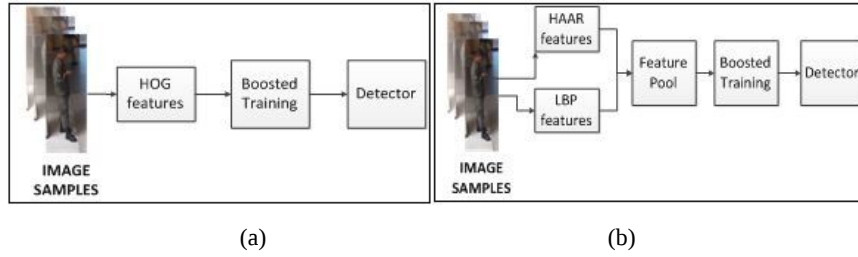 HOG
features
Boosted
Training
Detector
IMAGE
SAMPLES
(a)
HAAR
features
LBP
features
Feature
Pool
Boosted
Training
Detector
IMAGE
SAMPLES
(b)